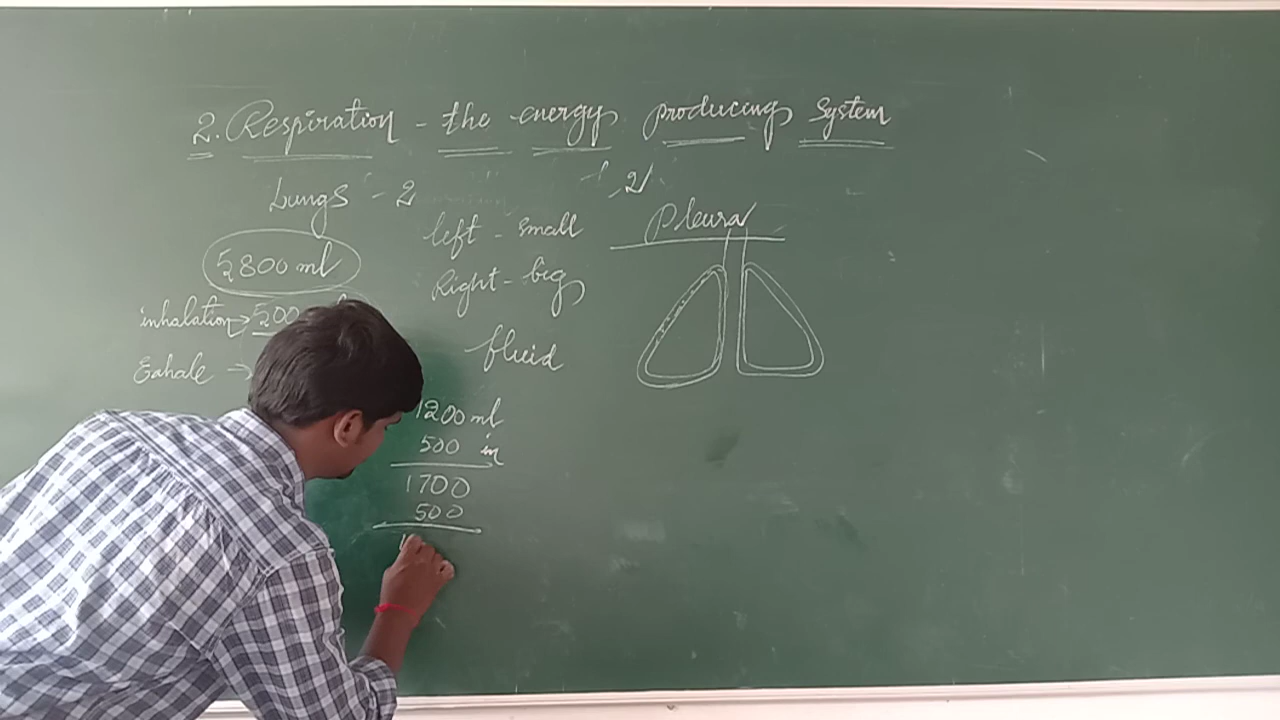 2. Respiration - the energy producing System
Lungs - 2
left - small
Right - big
Pleura
5800 ml
inhalation → 500
Exhale →
fluid
1200 ml
500 in
1700
500